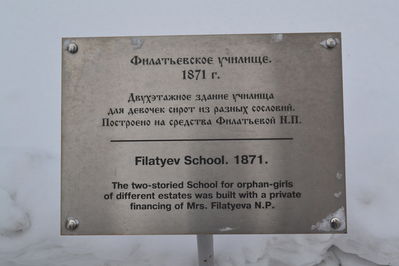 Филатьевское училище.
1871 г.
Двухэтажное здание училища
для девочек сирот из разных сословий.
Построено на средства Филатьевой Н.П.
Filatyev School. 1871.
The two-storied School for orphan-girls
of different estates was built with a private
financing of Mrs. Filatyeva N.P.